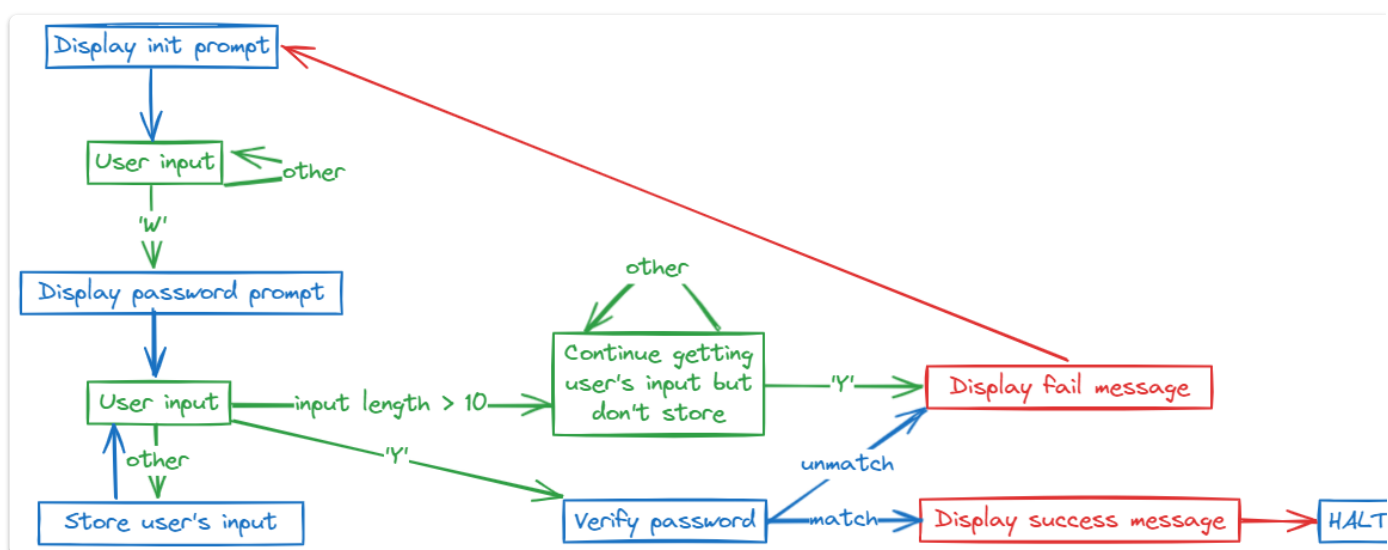 Display init prompt
User input
other
'W'
Display password prompt
other
Continue getting
user's input but
don't store
'Y'
Display fail message
User input
input length > 10
'Y'
other
unmatch
Store user's input
Verify password
match
Display success message
HALT